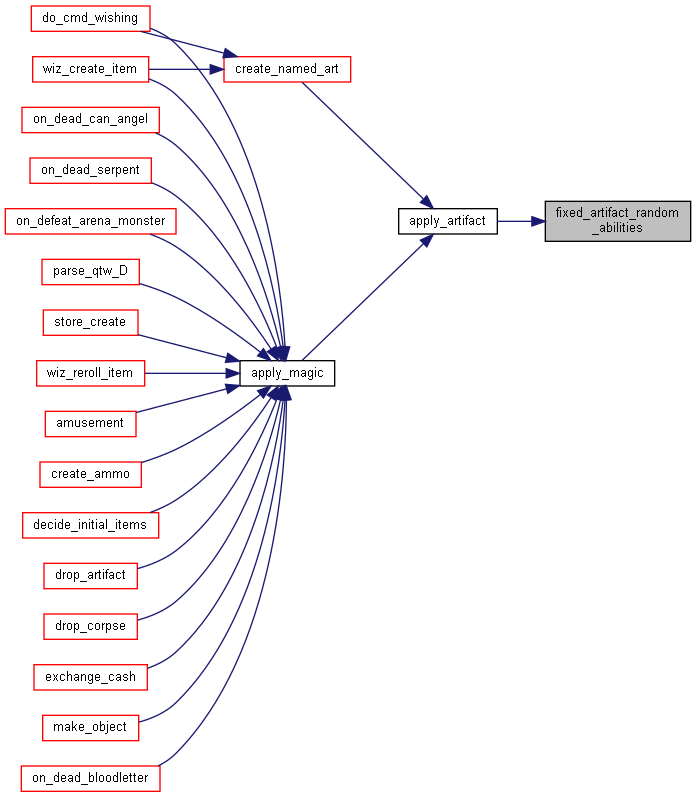 do_cmd_wishing
wiz_create_item
create_named_art
on_dead_can_angel
on_dead_serpent
on_defeat_arena_monster
apply_artifact
fixed_artifact_random
_abilities
parse_qtw_D
store_create
wiz_reroll_item
apply_magic
amusement
create_ammo
decide_initial_items
drop_artifact
drop_corpse
exchange_cash
make_object
on_dead_bloodletter